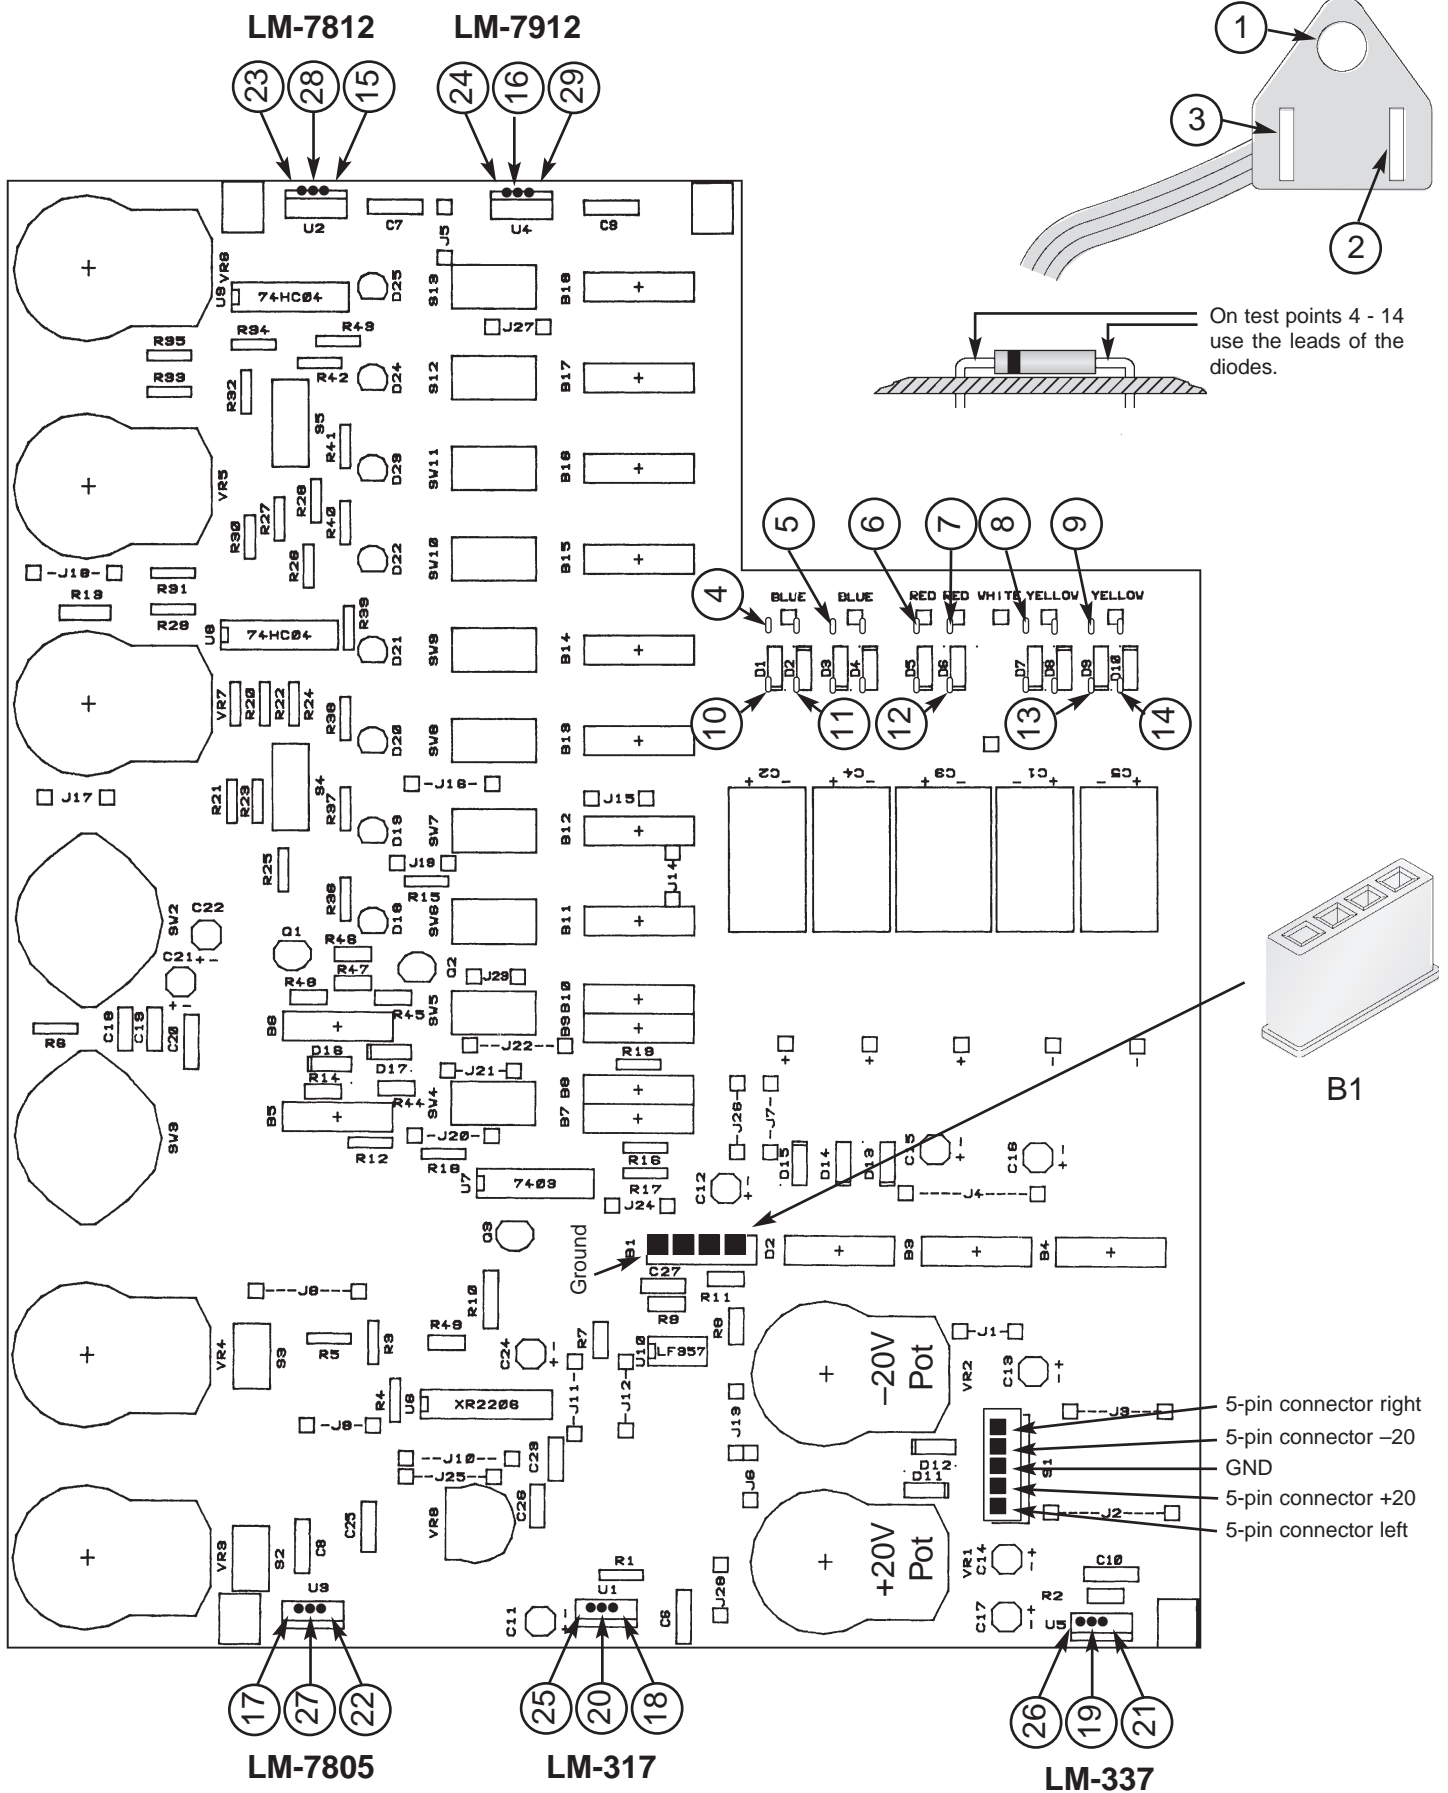 LM-7812 LM-7912
23 28 15 24 16 29
1
3
2
On test points 4 - 14
use the leads of the
diodes.
U2 C7 J5 U4 C9
U9 VR6 74HC04 D25 S13 B18
R35 R34 R43 J27
R33 R32 R42 D24 S12 B17
S5 R41
VR5 D23 SW11 B16
R30 R27 R28 R40
R26 D22 SW10 B15
J18 R31
R13 R29 R39
U8 74HC04 D21 SW9 B14
VR7 R20 R22 R24 R38 D20 SW8 B13
J17 R21 R23 S4 R37 J16 J15
D19 SW7 B12
R25 J19 J14
R15
R36 D18 SW6 B11
SW2 C22 Q1 R46
C21 R47 Q2 J23
R48 R45 SW5 B10
R6 C18 C19 C20 B6 B9
D16 D17 J22 R19
R14 R44 J21 SW4 B8
SW3 B5 B7
R12 J20 R18 R16
U7 7403 R17
J24
5 6 7 8 9
4
BLUE BLUE RED RED WHITE YELLOW YELLOW
D1 D2 D3 D4 D5 D6 D7 D8 D9 D10
10 11 12 13 14
C2 C4 C3 C1 C5
B1
J26 J7
D15 D14 D13 C15 C16
C12 J4
Q3 Ground B1 D2 B3 B4
J8 C27 R11
R10 R9
VR4 S3 R5 R3 R49 C24 R7 U10 LF357 R8
–20V
Pot
VR2 J1 C13
R4 U6 XR2206 J11 J12 J13 J3
J9 J10 J25 C23 D12 S1
5-pin connector right
5-pin connector –20
GND
5-pin connector +20
5-pin connector left
VR8 C26 J6 D11 J2
VR3 S2 C8 C25
+20V
Pot
VR1 C14 C10
U3 R1 U1 J28 R2
C11 C6 C17 U5
17 27 22 25 20 18 26 19 21
LM-7805 LM-317 LM-337